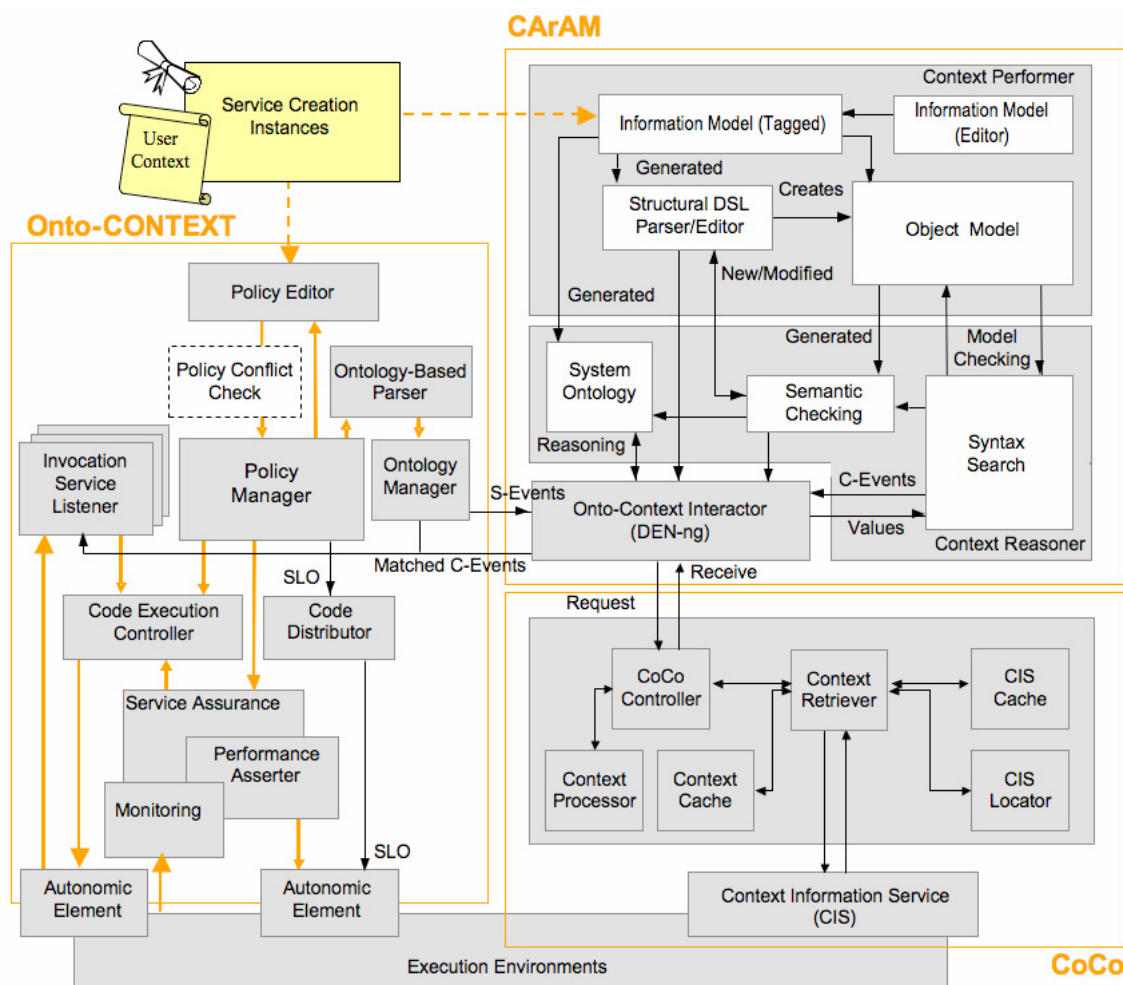 CArAM
Context Performer
Service Creation
Instances
User
Context
Information Model (Tagged)
Information Model
(Editor)
Generated
Creates
Structural DSL
Parser/Editor
Object Model
New/Modified
Generated
Generated
Model
Checking
System
Ontology
Semantic
Checking
Syntax
Search
Reasoning
C-Events
Values
Onto-Context Interactor
(DEN-ng)
Context Reasoner
Receive
Request
Onto-CONTEXT
Policy Editor
Policy Conflict
Check
Ontology-Based
Parser
Invocation
Service
Listener
Policy
Manager
Ontology
Manager
S-Events
Matched C-Events
SLO
Code Execution
Controller
Code
Distributor
Service Assurance
Performance
Asserter
Monitoring
SLO
Autonomic
Element
Autonomic
Element
CoCo
Controller
Context
Retriever
CIS
Cache
Context
Processor
Context
Cache
CIS
Locator
Context Information Service
(CIS)
Execution Environments
CoCo